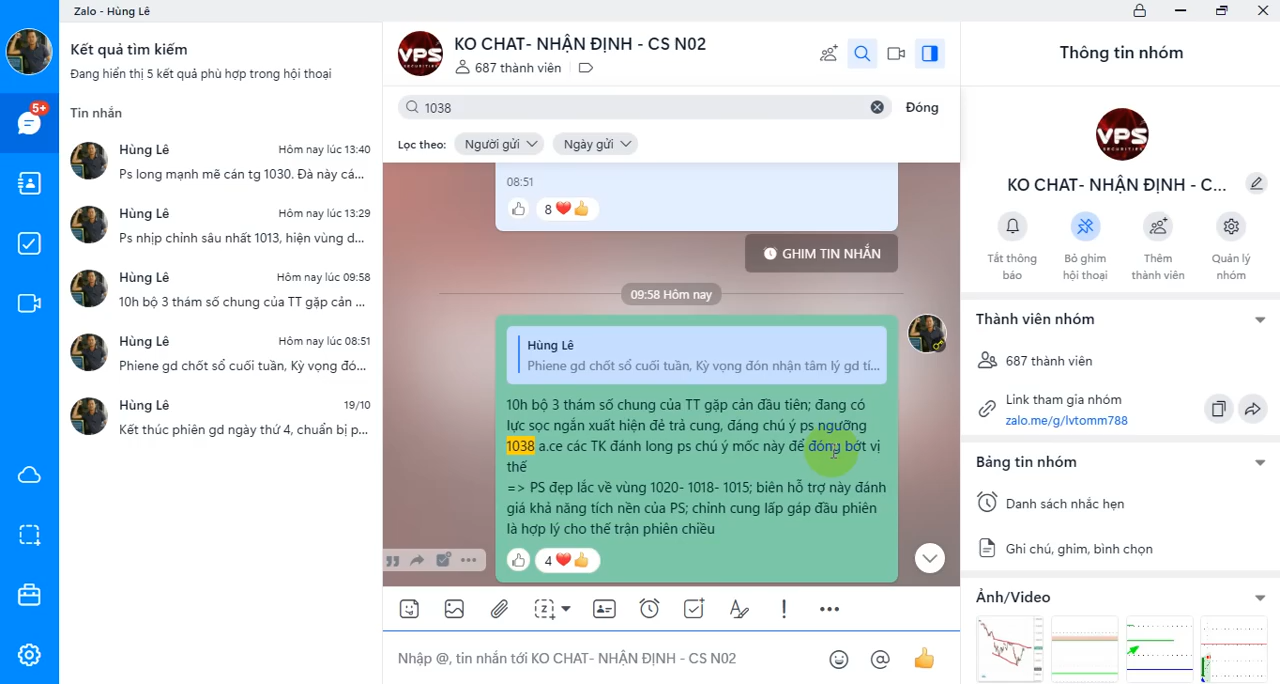 Zalo - Hùng Lê
5+
Kết quả tìm kiếm
Đang hiển thị 5 kết quả phù hợp trong hội thoại
Tin nhắn
Hùng Lê
Hôm nay lúc 13:40
Ps long mạnh mẽ cán tg 1030. Đà này cá...
Hùng Lê
Hôm nay lúc 13:29
Ps nhịp chỉnh sâu nhất 1013, hiện vùng d...
Hùng Lê
Hôm nay lúc 09:58
10h bộ 3 thám số chung của TT gặp cản ...
Hùng Lê
Hôm nay lúc 08:51
Phiene gd chốt sổ cuối tuần, Kỳ vọng đó...
Hùng Lê
19/10
Kết thúc phiên gd ngày thứ 4, chuẩn bị p...
VPS
SECURITIES
KO CHAT- NHẬN ĐỊNH - CS N02
687 thành viên
1038
Đóng
Lọc theo:
Người gửi
Ngày gửi
08:51
8
GHIM TIN NHẮN
09:58 Hôm nay
Hùng Lê
Phiene gd chốt sổ cuối tuần, Kỳ vọng đón nhận tâm lý gd tí...
10h bộ 3 thám số chung của TT gặp cản đầu tiên; đang có
lực sọc ngắn xuất hiện đẻ trả cung, đáng chú ý ps ngưỡng
1038 a.ce các TK đánh long ps chú ý mốc này để đóng bớt vị
thế
=> PS đẹp lắc về vùng 1020- 1018- 1015; biên hỗ trợ này đánh
giá khả năng tích nền của PS; chỉnh cung lấp gáp đầu phiên
là hợp lý cho thế trận phiên chiều
4
Nhập @, tin nhắn tới KO CHAT- NHẬN ĐỊNH - CS N02
Thông tin nhóm
VPS
SECURITIES
KO CHAT- NHẬN ĐỊNH - C...
Tắt thông
báo
Bỏ ghim
hội thoại
Thêm
thành viên
Quản lý
nhóm
Thành viên nhóm
687 thành viên
Link tham gia nhóm
zalo.me/g/lvtomm728
Bảng tin nhóm
Danh sách nhắc hẹn
Ghi chú, ghim, bình chọn
Ảnh/Video